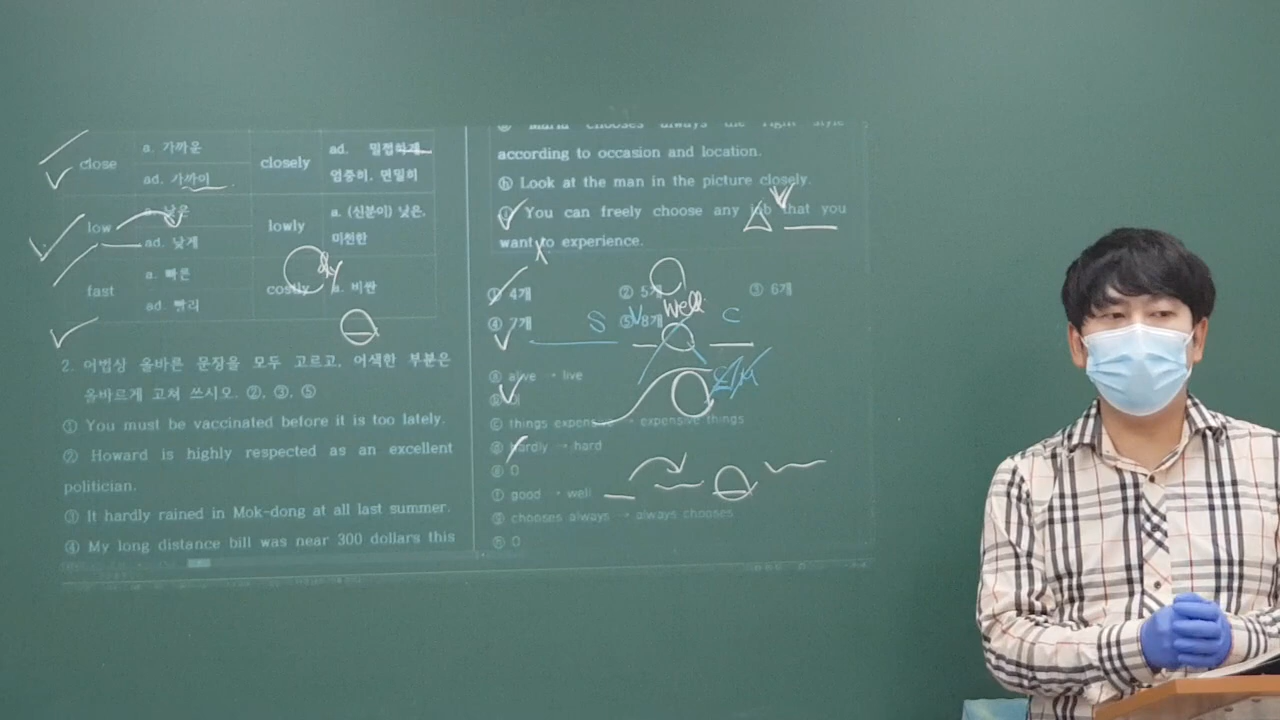 close a. 가까운 closely ad. 밀접하게,
ad. 가까이 엄중히, 면밀히
low a. 낮은 lowly a. (신분이) 낮은,
ad. 낮게 미천한
fast a. 빠른 costly a. 비싼
ad. 빨리
2. 어법상 올바른 문장을 모두 고르고, 어색한 부분은
올바르게 고쳐 쓰시오. ②, ③, ⑤
① You must be vaccinated before it is too lately.
② Howard is highly respected as an excellent
politician.
③ It hardly rained in Mok-dong at all last summer.
④ My long distance bill was near 300 dollars this
ⓖ Maria chooses always the right style
according to occasion and location.
ⓗ Look at the man in the picture closely.
You can freely choose any job that you
want to experience.
① 4개 ② 5개 ③ 6개
well
④ 7개 ⑤ 8개
S V C
ⓐ alive → live
ⓒ things expensive → expensive things
ⓓ hardly → hard
ⓔ O
ⓕ good → well
ⓖ chooses always → always chooses
ⓗ O